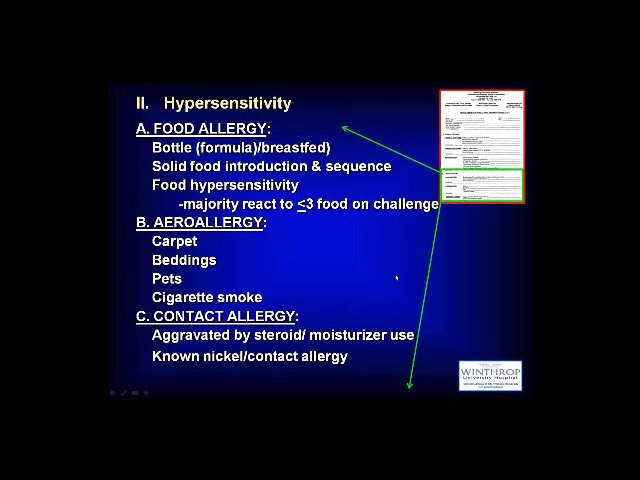 II. Hypersensitivity
A. FOOD ALLERGY:
Bottle (formula)/breastfed)
Solid food introduction & sequence
Food hypersensitivity
-majority react to <3 food on challenge
B. AEROALLERGY:
Carpet
Beddings
Pets
Cigarette smoke
C. CONTACT ALLERGY:
Aggravated by steroid/ moisturizer use
Known nickel/contact allergy
WINTHROP
University Hospital